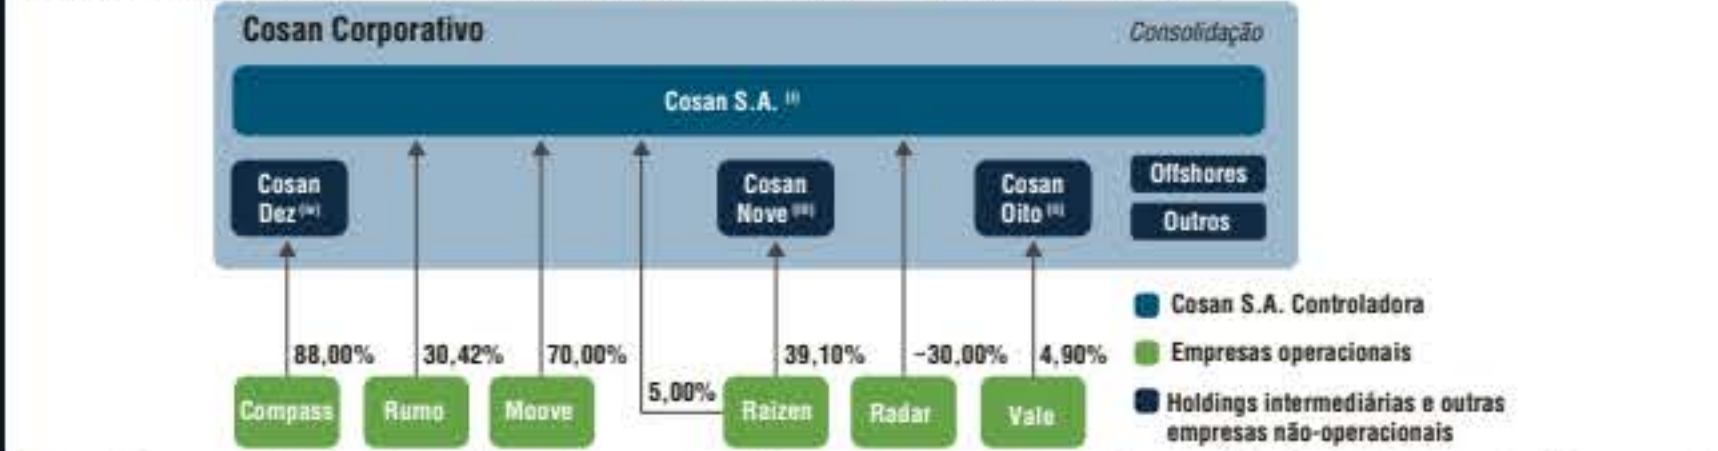 Cosan Corporativo
Consolidação
Cosan S.A. (i)
Cosan
Dez (iv)
Cosan
Nove (iii)
Cosan
Oito (ii)
Offshores
Outros
88,00%
30,42%
70,00%
5,00%
39,10%
~30,00%
4,90%
Compass
Rumo
Moove
Raízen
Radar
Vale
Cosan S.A. Controladora
Empresas operacionais
Holdings intermediárias e outras
empresas não-operacionais